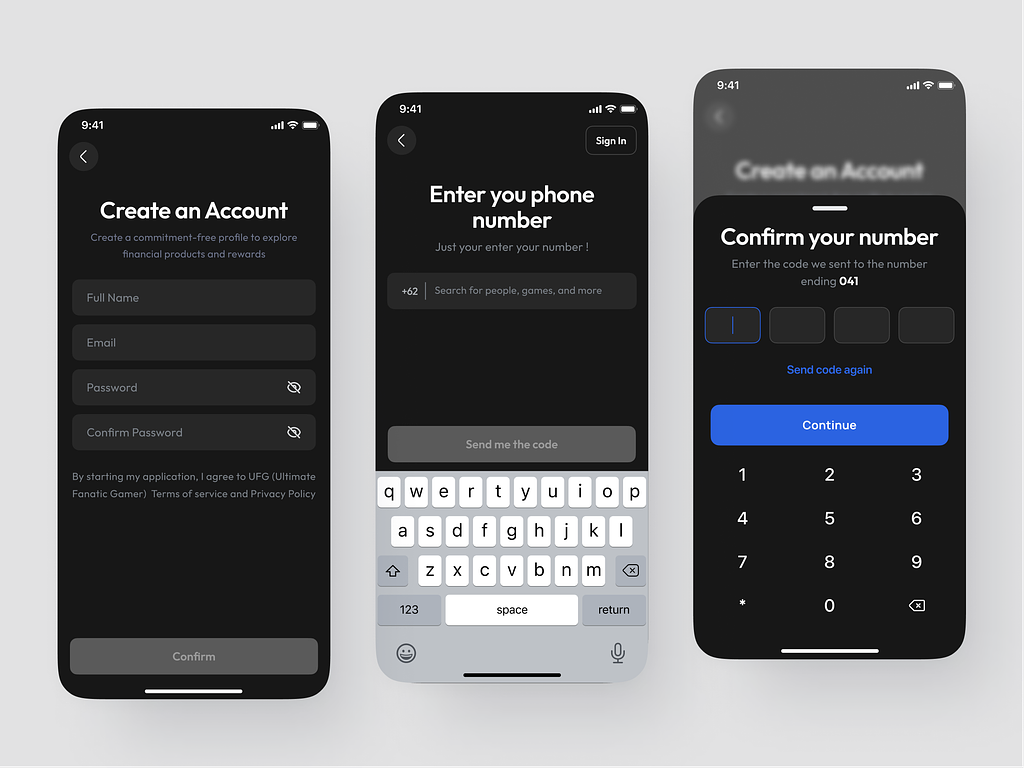 9:41
Create an Account
Create a commitment-free profile to explore
financial products and rewards
Full Name
Email
Password
Confirm Password
By starting my application, I agree to UFG (Ultimate
Fanatic Gamer) Terms of service and Privacy Policy
Confirm
9:41
Sign In
Enter you phone
number
Just your enter your number !
+62 Search for people, games, and more
Send me the code
q w e r t y u i o p
a s d f g h j k l
z x c v b n m
123 space return
9:41
Create an Account
Confirm your number
Enter the code we sent to the number
ending 041
Send code again
Continue
1 2 3
4 5 6
7 8 9
* 0